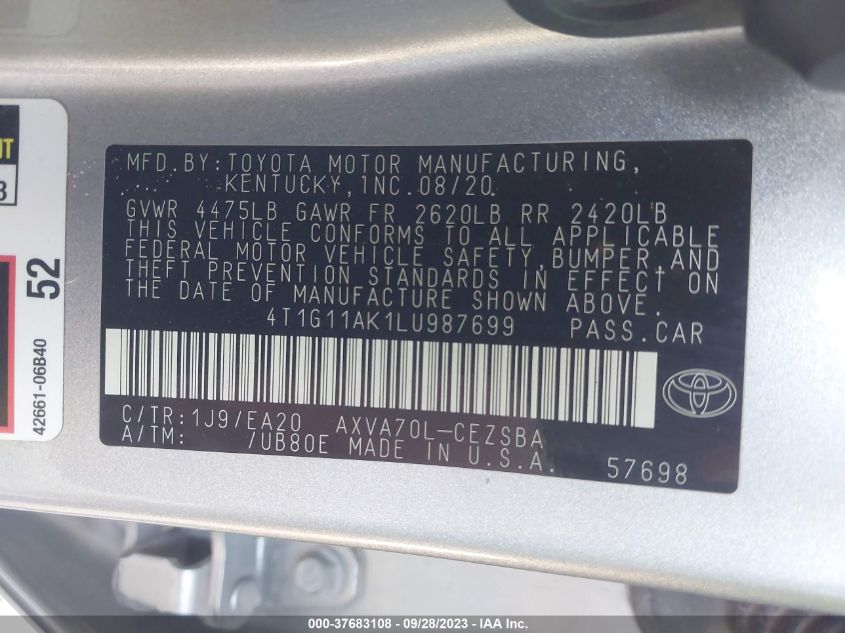 MFD.BY:TOYOTA MOTOR MANUFACTURING,
KENTUCKY, INC. 08/20
GVWR 4475LB GAWR FR 2620LB RR 2420LB
THIS VEHICLE CONFORMS TO ALL APPLICABLE
FEDERAL MOTOR VEHICLE SAFETY, BUMPER, AND
THEFT PREVENTION STANDARDS IN EFFECT ON
THE DATE OF MANUFACTURE SHOWN ABOVE.
4T1G11AK1LU987699 PASS.CAR
C/TR:1J9/EA20 AXVA70L-CEZSBA
A/TM: /UB80E MADE IN U.S.A.
57698
52
42661-06B40
000-37683108 - 09/28/2023 - IAA Inc.